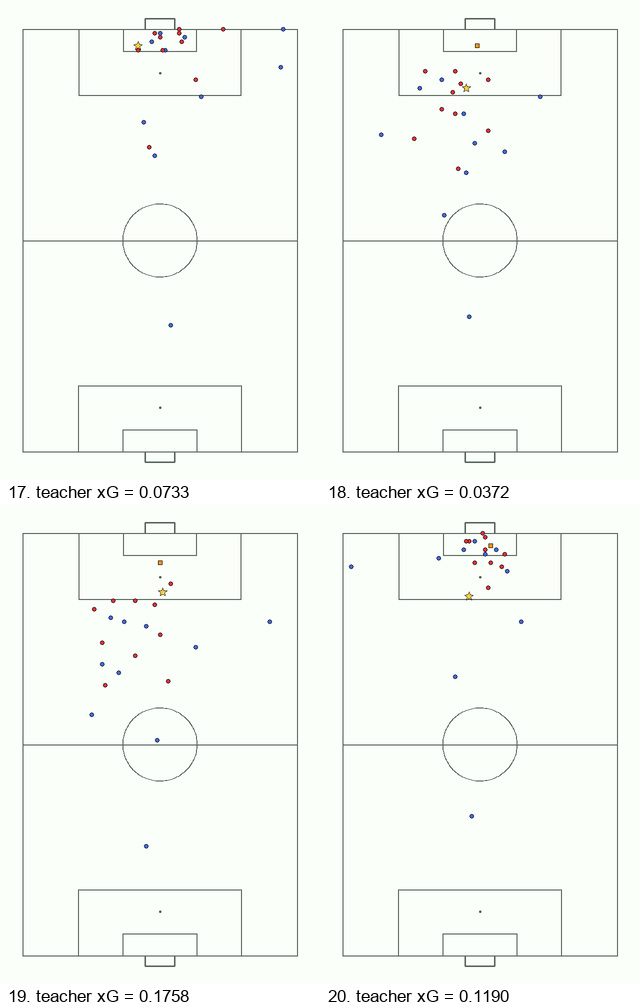 17. teacher xG = 0.0733
18. teacher xG = 0.0372
19. teacher xG = 0.1758
20. teacher xG = 0.1190